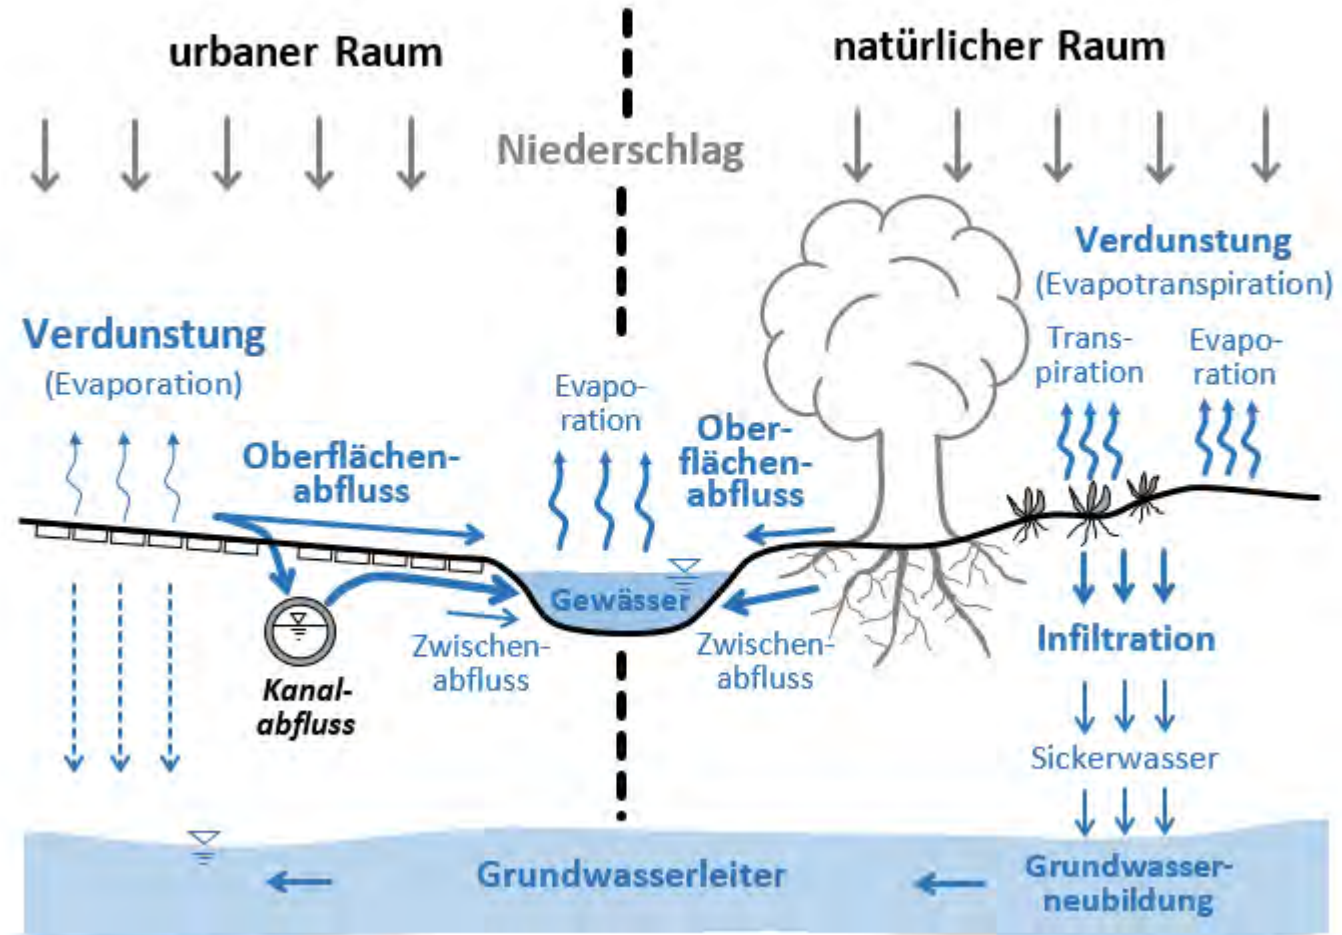 urbaner Raum
natürlicher Raum
Niederschlag
Verdunstung
(Evaporation)
Oberflächen-
abfluss
Kanal-
abfluss
Zwischen-
abfluss
Evapo-
ration
Gewässer
Ober-
flächen-
abfluss
Zwischen-
abfluss
Verdunstung
(Evapotranspiration)
Trans-
piration
Evapo-
ration
Infiltration
Sickerwasser
Grundwasserleiter
Grundwasser-
neubildung